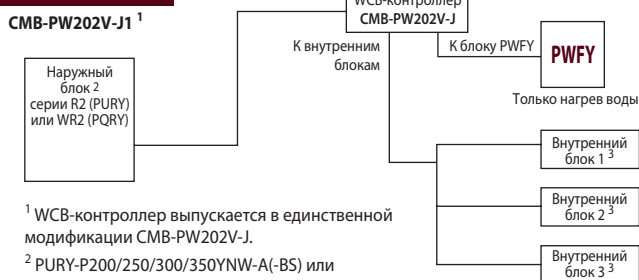 CMB-PW202V-J1 ¹
WCB-контроллер
CMB-PW202V-J
К внутренним
блокам
К блоку PWFY
PWFY
Только нагрев воды
Наружный
блок ²
серии R2 (PURY)
или WR2 (PQRY)
Внутренний
блок 1 ³
Внутренний
блок 2 ³
Внутренний
блок 3 ³
¹ WCB-контроллер выпускается в единственной
модификации CMB-PW202V-J.
² PURY-P200/250/300/350YNW-A(-BS) или